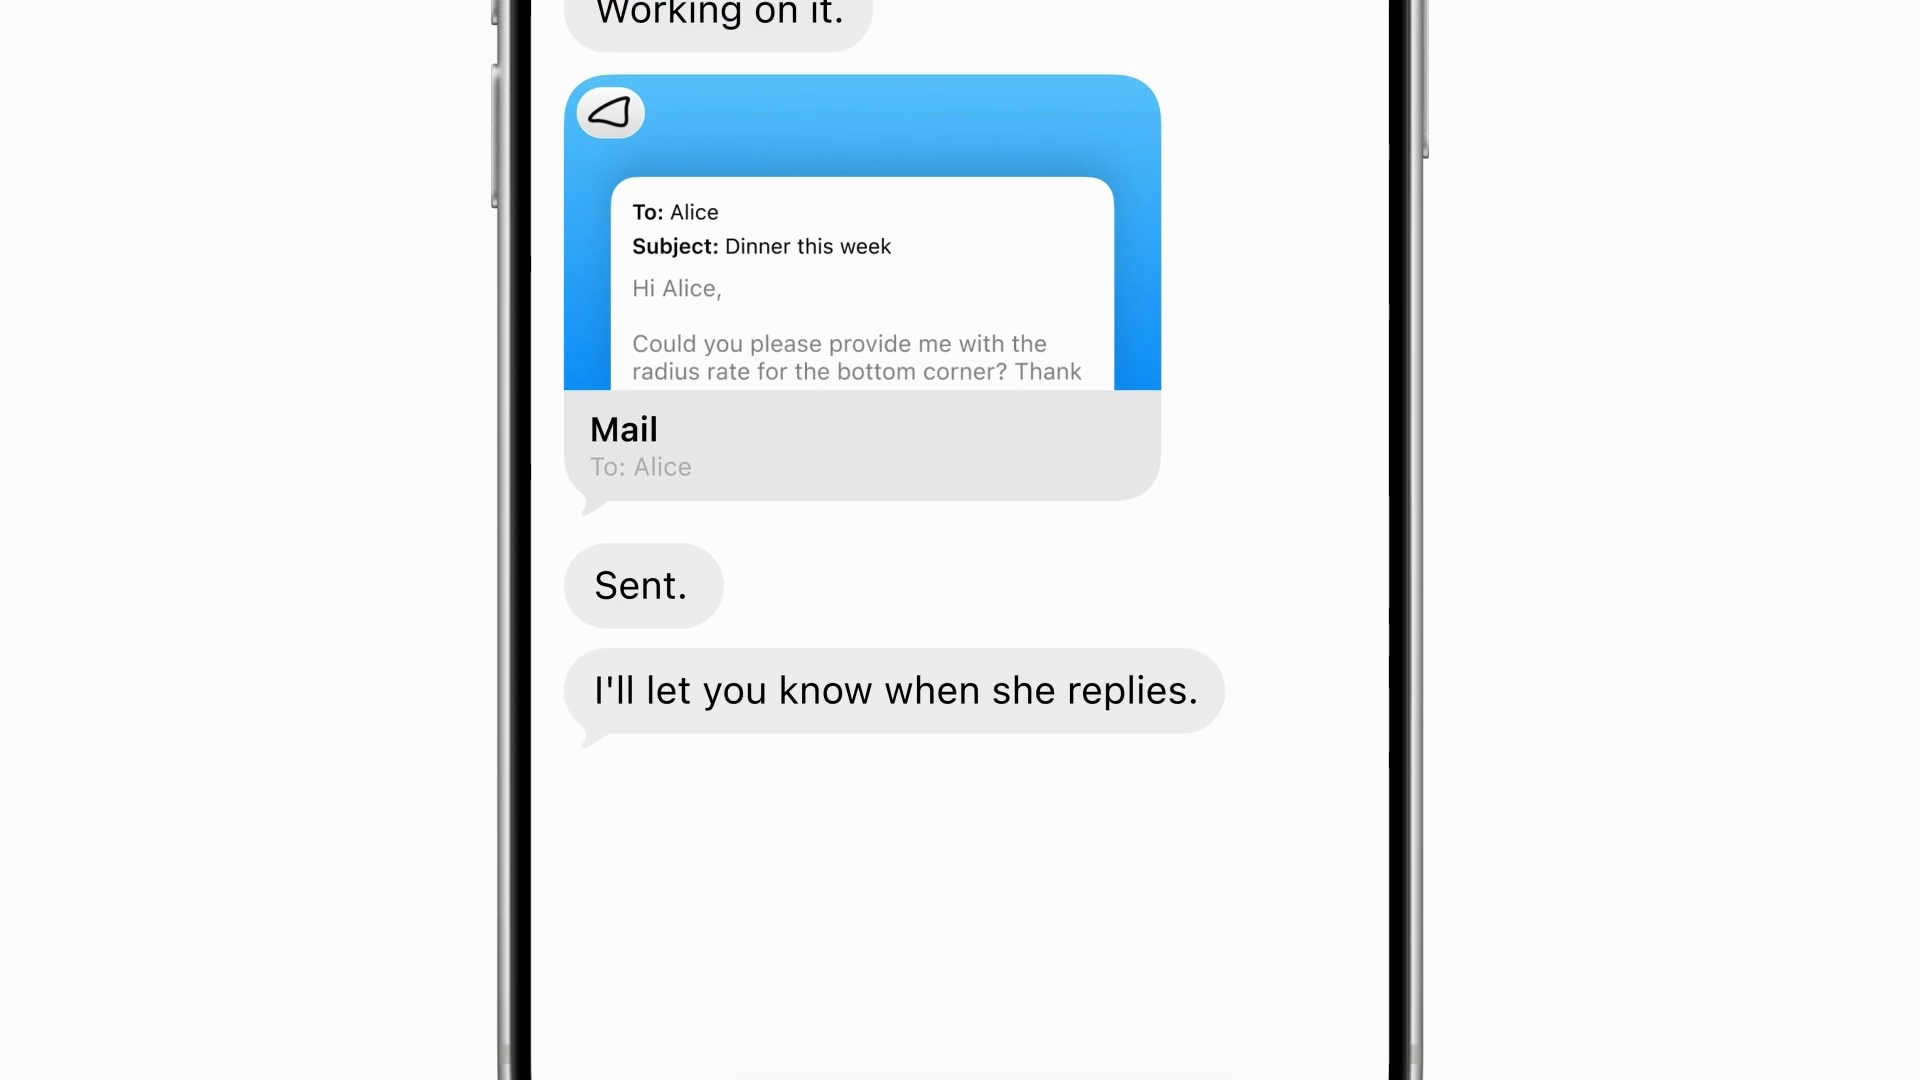 Working on it.
To: Alice
Subject: Dinner this week
Hi Alice,
Could you please provide me with the
radius rate for the bottom corner? Thank
Mail
To: Alice
Sent.
I'll let you know when she replies.